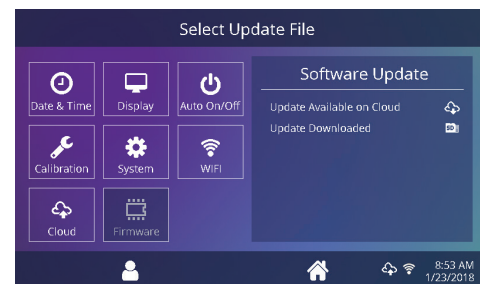 Select Update File
Date & Time
Display
Auto On/Off
Calibration
System
WIFI
Cloud
Firmware
Software Update
Update Available on Cloud
Update Downloaded
SD
8:53 AM
1/23/2018